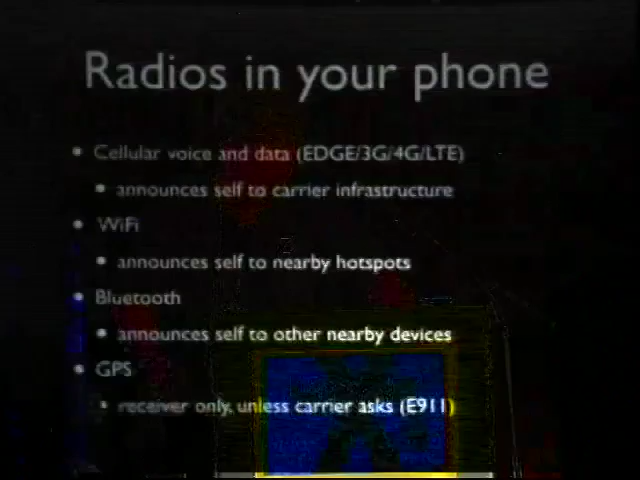 Radios in your phone
• Cellular voice and data (EDGE/3G/4G/LTE)
• announces self to carrier infrastructure
• WiFi
• announces self to nearby hotspots
• Bluetooth
• announces self to other nearby devices
• GPS
• receiver only, unless carrier asks (E911)